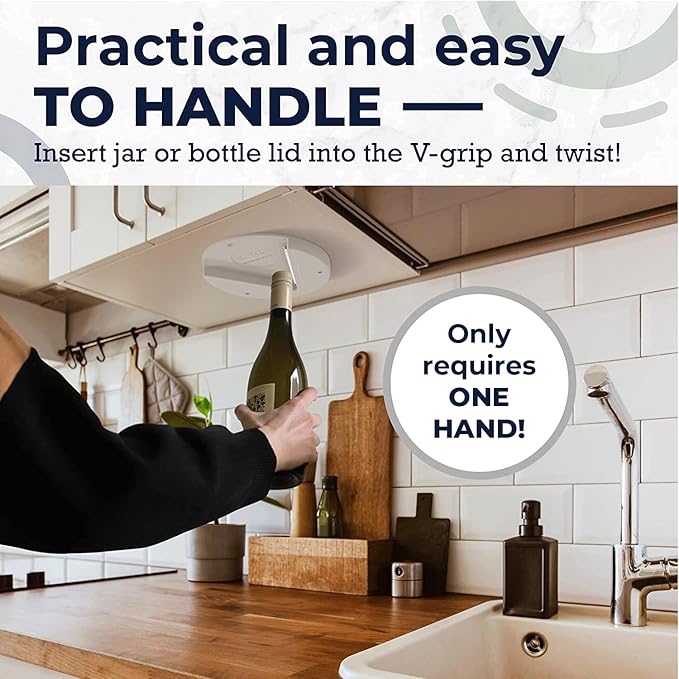 Practical and easy
TO HANDLE
Insert jar or bottle lid into the V-grip and twist!
Only
requires
ONE
HAND!